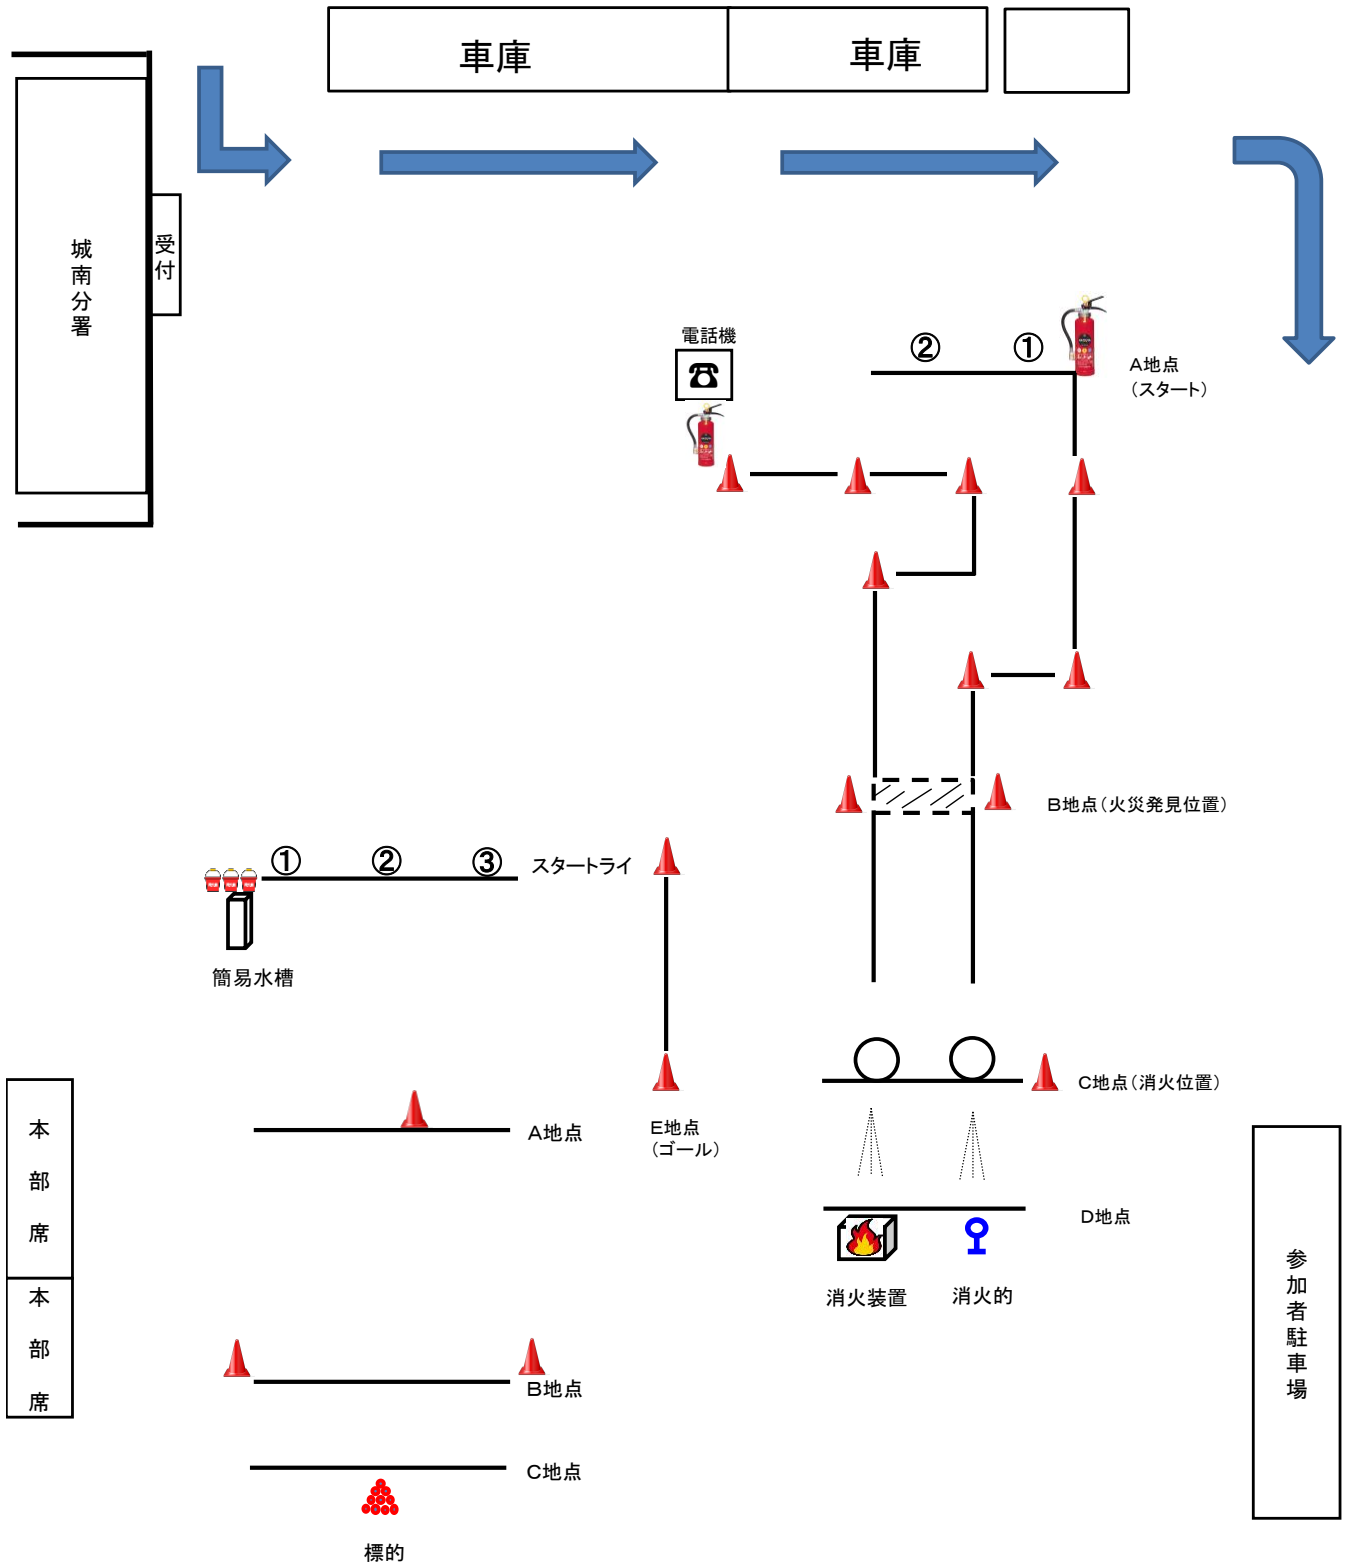 車庫
車庫
城南分署
受付
電話機
②
①
A地点
(スタート)
B地点(火災発見位置)
①
②
③
スタートライ
簡易水槽
C地点(消火位置)
A地点
E地点
(ゴール)
D地点
消火装置
消火的
本部席
本部席
参加者駐車場
B地点
C地点
標的